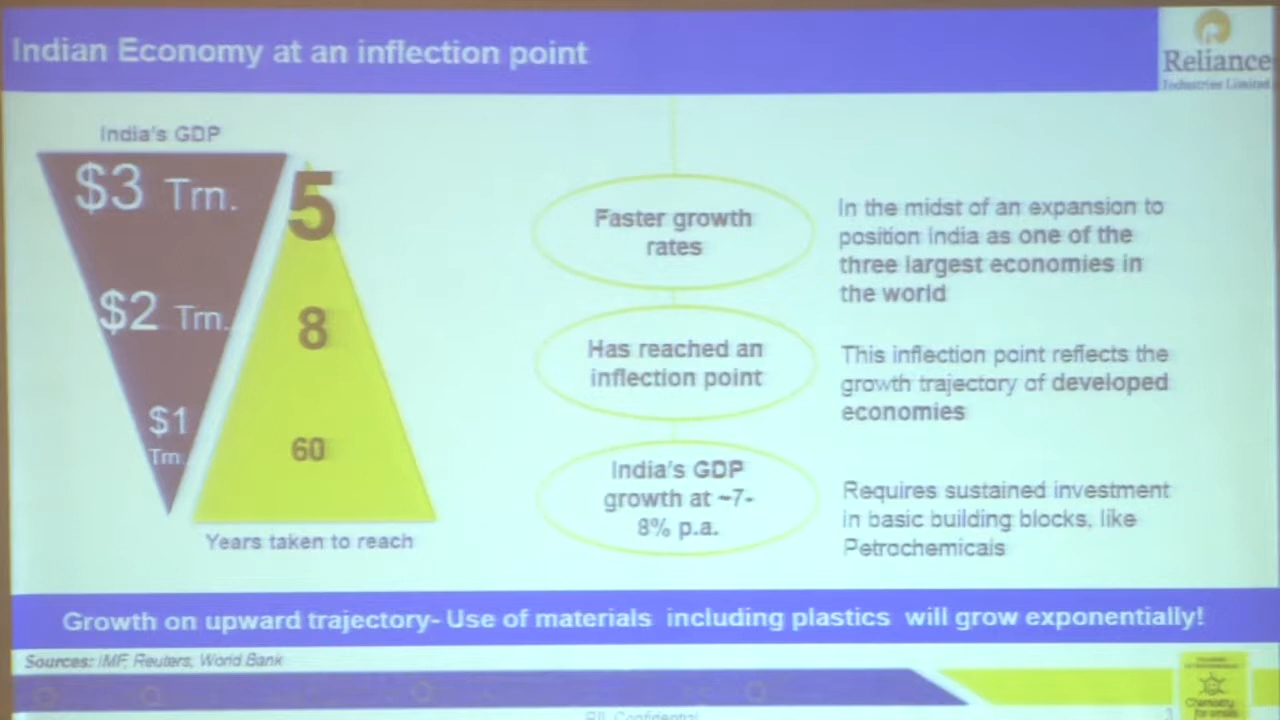 Indian Economy at an inflection point
Reliance
Industries Limited
India's GDP
$3 Trn.
5
$2 Trn.
8
$1
Trn.
60
Years taken to reach
Faster growth
rates
In the midst of an expansion to
position India as one of the
three largest economies in
the world
Has reached an
inflection point
This inflection point reflects the
growth trajectory of developed
economies
India's GDP
growth at ~7-
8% p.a.
Requires sustained investment
in basic building blocks, like
Petrochemicals
Growth on upward trajectory- Use of materials including plastics will grow exponentially!
Sources: IMF, Reuters, World Bank
RIL Confidential
Chemistry
for smiles